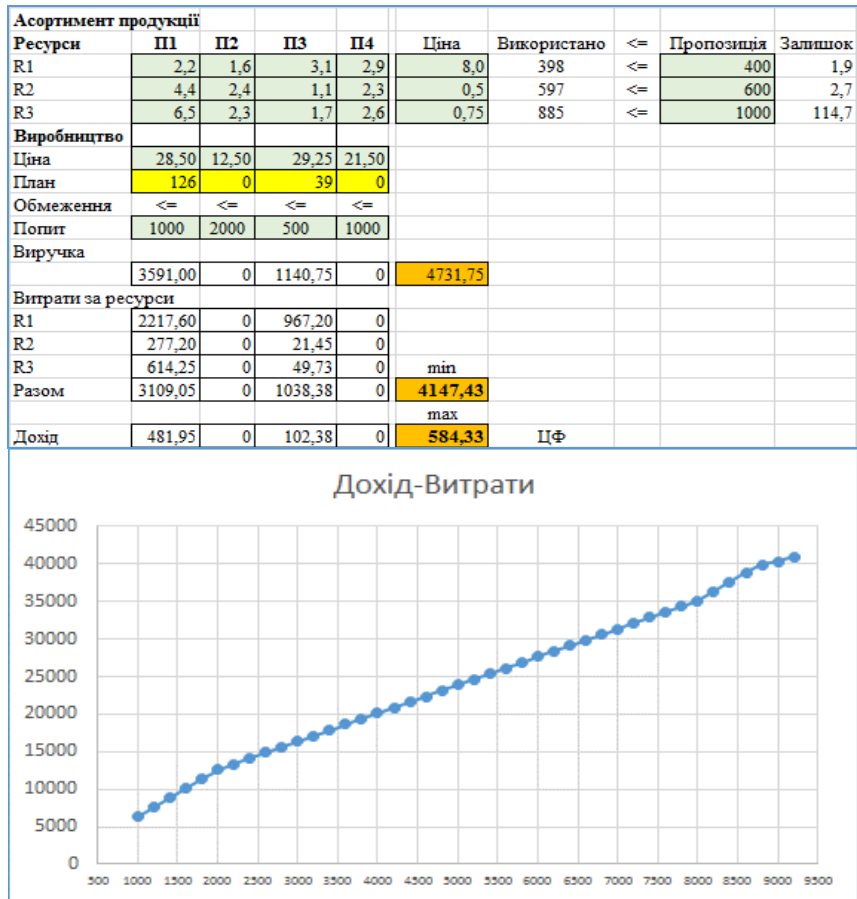 Асортимент продукції
Ресурси П1 П2 П3 П4 Ціна Використано <= Пропозиція Залишок
R1 2,2 1,6 3,1 2,9 8,0 398 <= 400 1,9
R2 4,4 2,4 1,1 2,3 0,5 597 <= 600 2,7
R3 6,5 2,3 1,7 2,6 0,75 885 <= 1000 114,7
Виробництво
Ціна 28,50 12,50 29,25 21,50
План 126 0 39 0
Обмеження <= <= <= <=
Попит 1000 2000 500 1000
Виручка
3591,00 0 1140,75 0 4731,75
Витрати за ресурси
R1 2217,60 0 967,20 0
R2 277,20 0 21,45 0
R3 614,25 0 49,73 0 min
Разом 3109,05 0 1038,38 0 4147,43
max
Дохід 481,95 0 102,38 0 584,33 ЦФ
Дохід-Витрати
45000
40000
35000
30000
25000
20000
15000
10000
5000
0
500 1000 1500 2000 2500 3000 3500 4000 4500 5000 5500 6000 6500 7000 7500 8000 8500 9000 9500